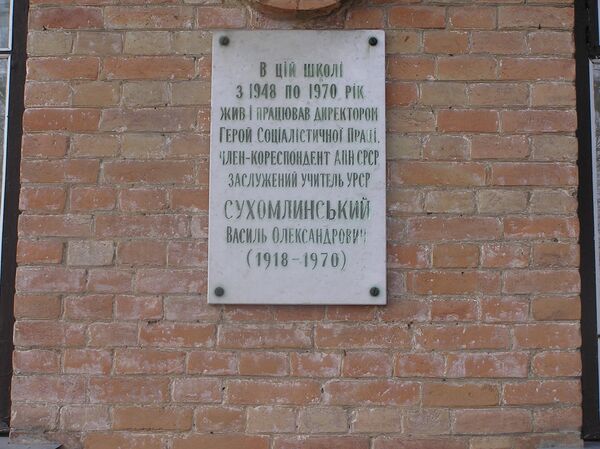 В ЦІЙ ШКОЛІ
З 1948 ПО 1970 РІК
ЖИВ І ПРАЦЮВАВ ДИРЕКТОРОМ
ГЕРОЙ СОЦІАЛІСТИЧНОЇ ПРАЦІ,
ЧЛЕН-КОРЕСПОНДЕНТ АПН СРСР,
ЗАСЛУЖЕНИЙ УЧИТЕЛЬ УРСР
СУХОМЛИНСЬКИЙ
ВАСИЛЬ ОЛЕКСАНДРОВИЧ
(1918-1970)